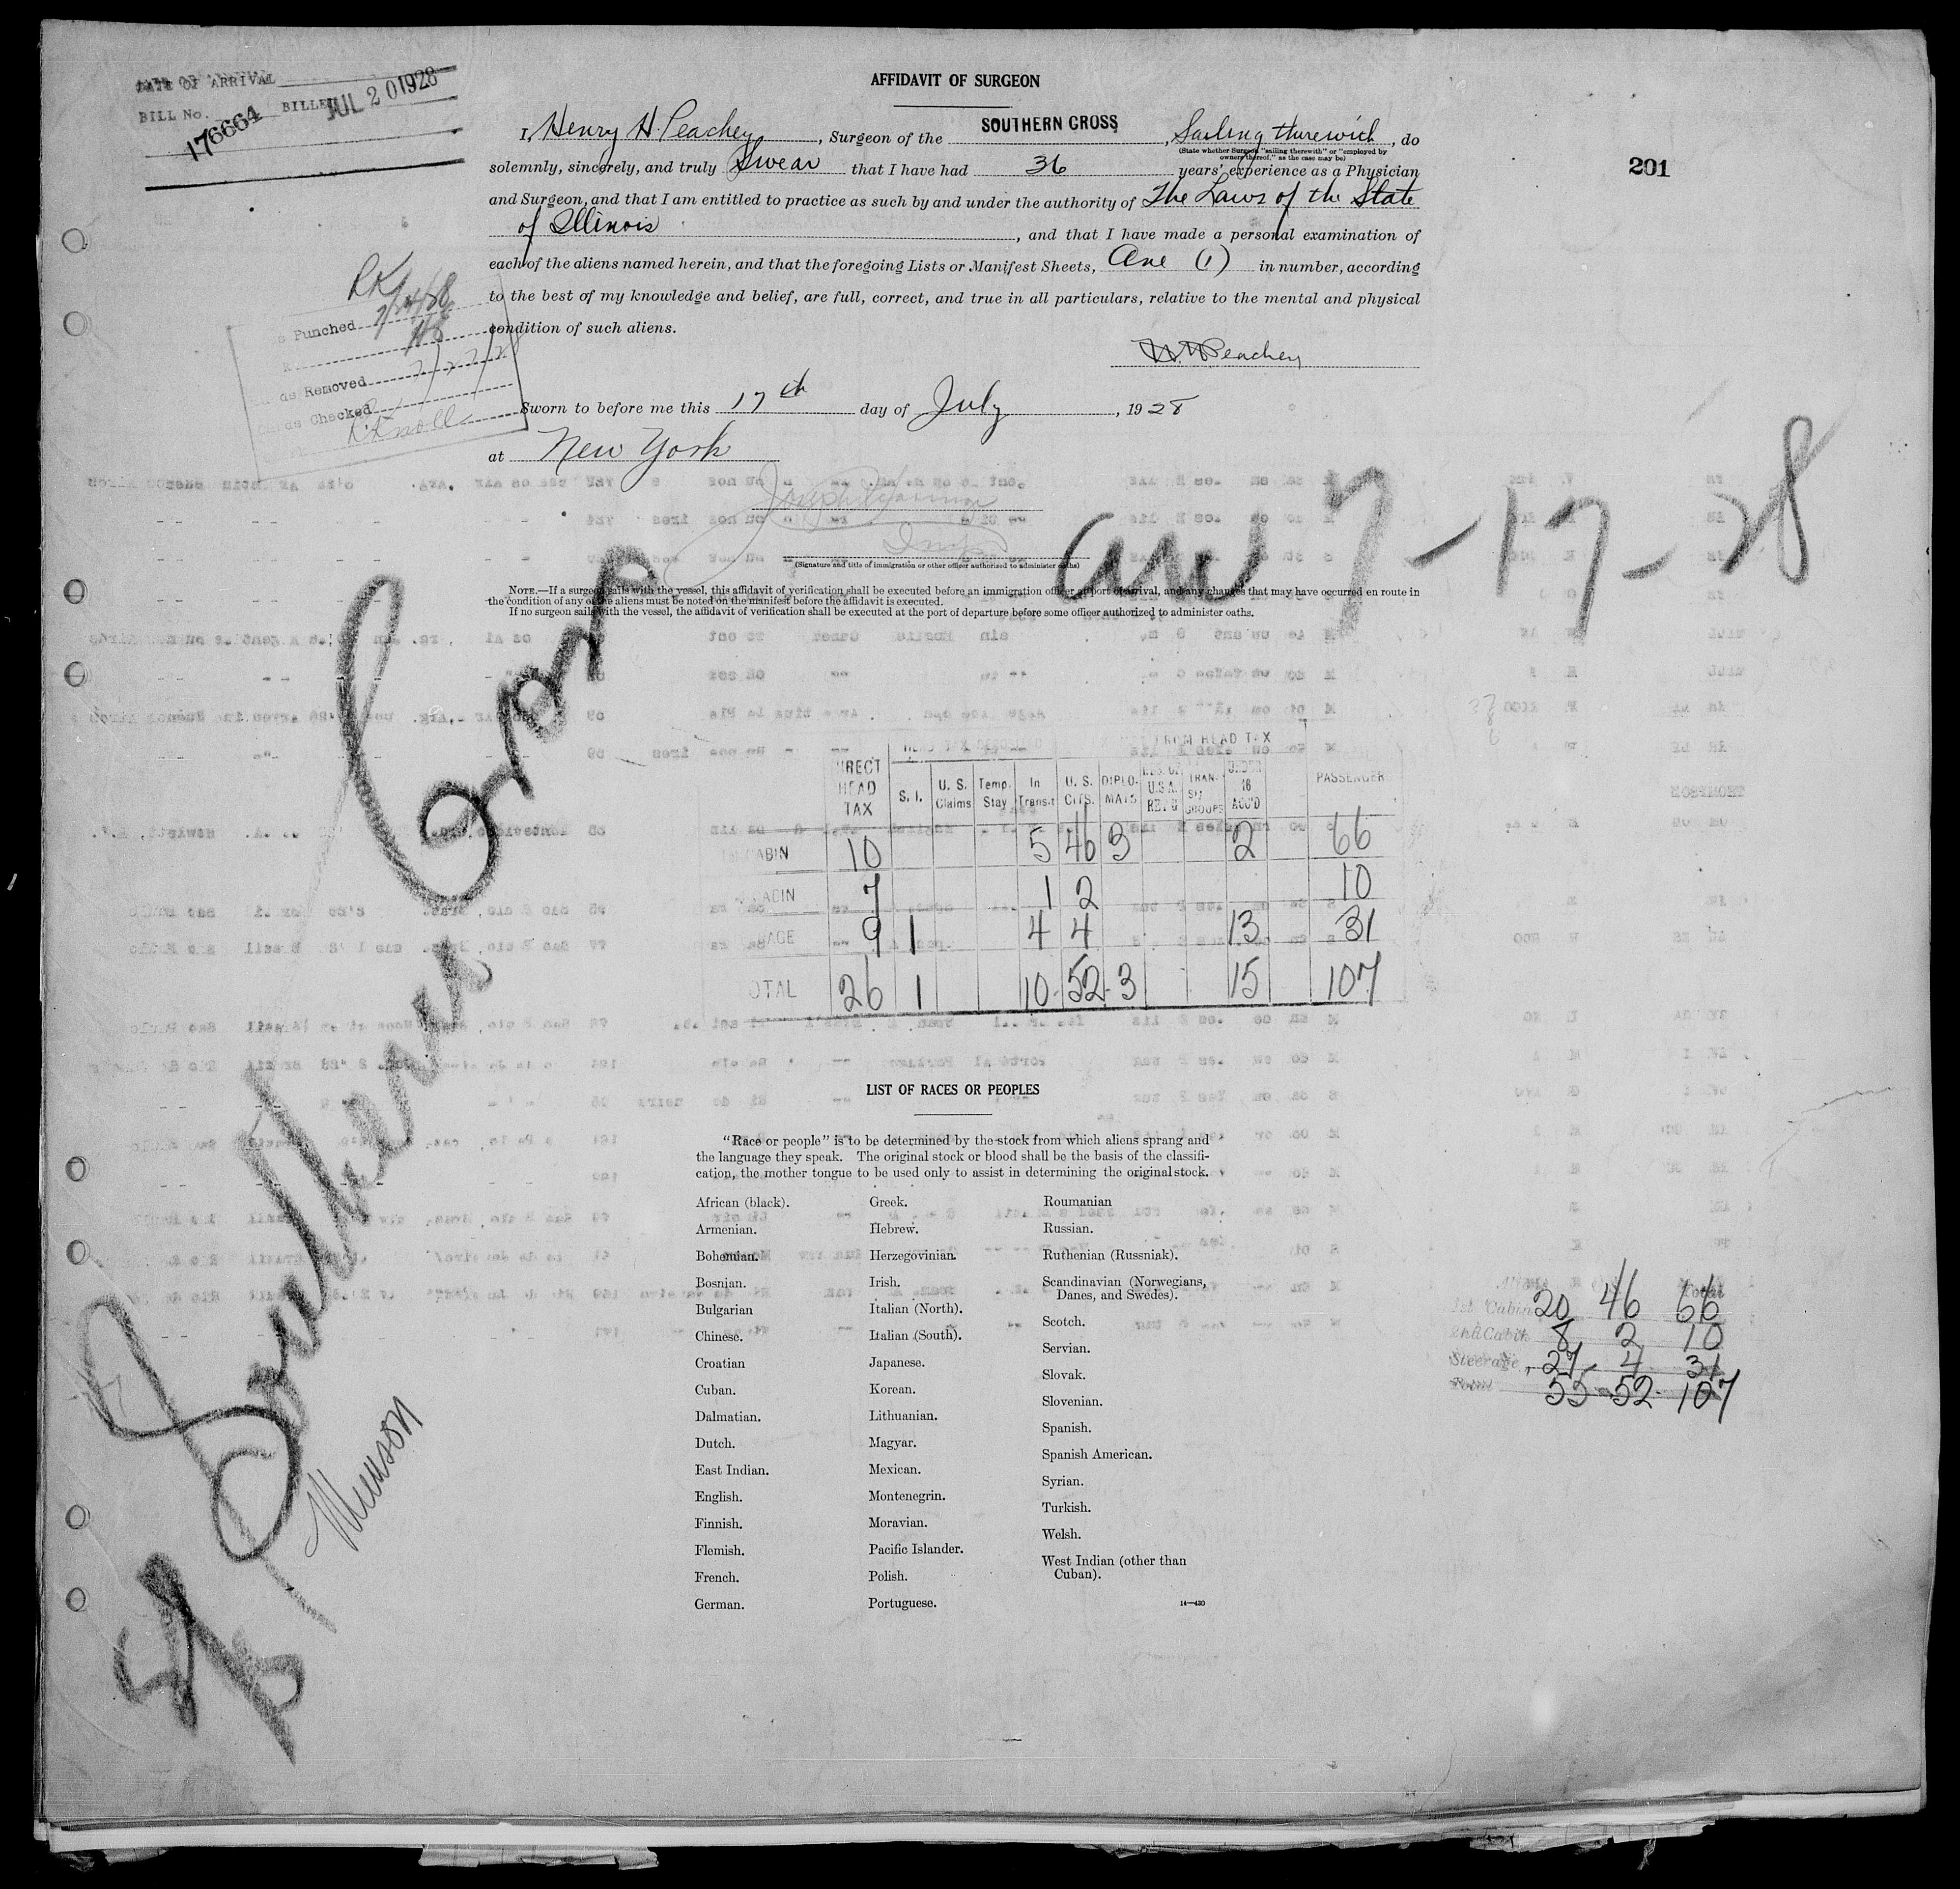 DATE OF ARRIVAL
BILL No. 176664 BILLED JUL 20 1928
201
AFFIDAVIT OF SURGEON
I, Henry H. Peachey, Surgeon of the SOUTHERN CROSS, Sailing therewith, do
(State whether Surgeon "sailing therewith" or "employed by
owners thereof," as the case may be)
solemnly, sincerely, and truly Swear that I have had 36 years' experience as a Physician
and Surgeon, and that I am entitled to practice as such by and under the authority of The Laws of the State
of Illinois, and that I have made a personal examination of
each of the aliens named herein, and that the foregoing Lists or Manifest Sheets, One (1) in number, according
to the best of my knowledge and belief, are full, correct, and true in all particulars, relative to the mental and physical
condition of such aliens.
H. H. Peachey
Punched
Removed
Checked
Sworn to before me this 17th day of July, 1928
at New York
Insp
(Signature and title of immigration or other officer authorized to administer oaths)
arr 7-17-28
NOTE.—If a surgeon sails with the vessel, this affidavit of verification shall be executed before an immigration officer at port of arrival, and any changes that may have occurred en route in
the condition of any of the aliens must be noted on the manifest before the affidavit is executed.
If no surgeon sails with the vessel, the affidavit of verification shall be executed at the port of departure before some officer authorized to administer oaths.
Southern Cross
Munson
FROM HEAD TAX
DIRECT HEAD TAX S. I. U. S. Claims Temp. Stay In Transit U. S. CITS. DIPLOMATS RES. OF U.S.A. RET'G TRANSIT GROUPS UNDER 16 ACC'D PASSENGERS
CABIN 10 5 46 3 2 66
CABIN 7 1 2 10
9 1 4 4 13 31
TOTAL 26 1 10 52 3 15 107
LIST OF RACES OR PEOPLES
"Race or people" is to be determined by the stock from which aliens sprang and
the language they speak. The original stock or blood shall be the basis of the classifi-
cation, the mother tongue to be used only to assist in determining the original stock.
African (black).
Armenian.
Bohemian.
Bosnian.
Bulgarian
Chinese.
Croatian
Cuban.
Dalmatian.
Dutch.
East Indian.
English.
Finnish.
Flemish.
French.
German.
Greek.
Hebrew.
Herzegovinian.
Irish.
Italian (North).
Italian (South).
Japanese.
Korean.
Lithuanian.
Magyar.
Mexican.
Montenegrin.
Moravian.
Pacific Islander.
Polish.
Portuguese.
Roumanian
Russian.
Ruthenian (Russniak).
Scandinavian (Norwegians,
Danes, and Swedes).
Scotch.
Servian.
Slovak.
Slovenian.
Spanish.
Spanish American.
Syrian.
Turkish.
Welsh.
West Indian (other than
Cuban).
14—430
Total
1st Cabin 20 46 66
2nd Cabin 8 2 10
Steerage 27 4 31
Total 55 52 107